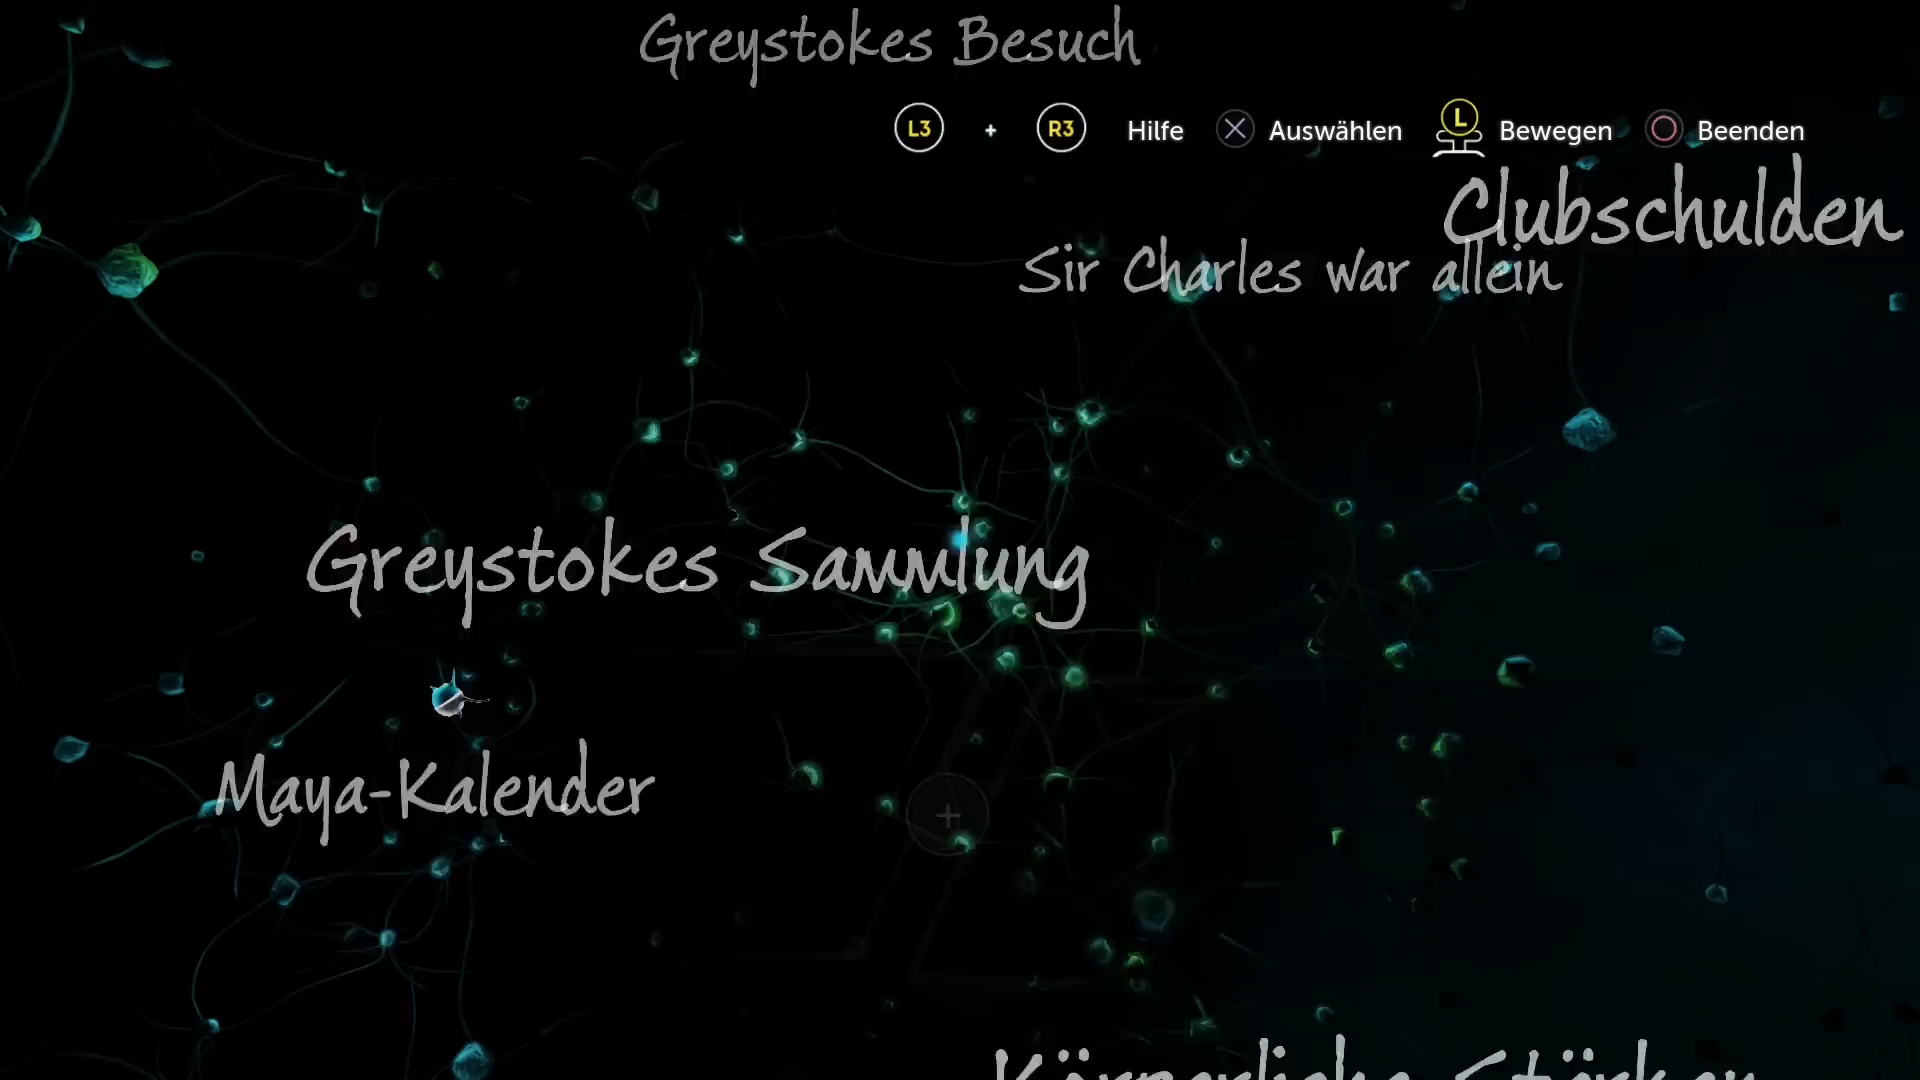 Greystokes Besuch
L3 + R3 Hilfe Auswählen L Bewegen Beenden
Clubschulden
Sir Charles war allein
Greystokes Sammlung
Maya-Kalender